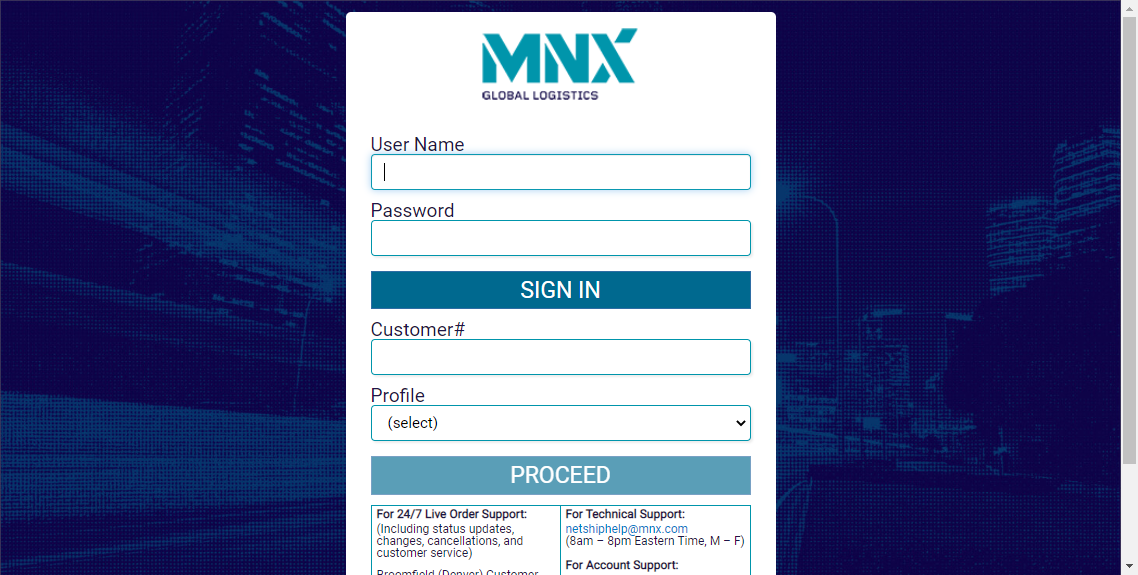 MNX
GLOBAL LOGISTICS
User Name
Password
SIGN IN
Customer#
Profile
(select)
PROCEED
For 24/7 Live Order Support:
(Including status updates,
changes, cancellations, and
customer service)
Broomfield (Denver) Customer
For Technical Support:
netshiphelp@mnx.com
(8am – 8pm Eastern Time, M – F)
For Account Support: